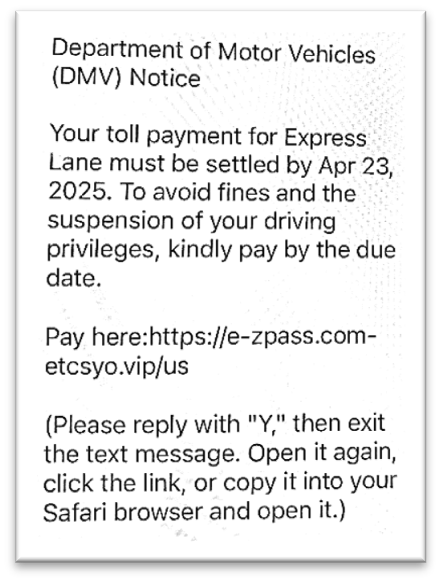 Department of Motor Vehicles
(DMV) Notice
Your toll payment for Express
Lane must be settled by Apr 23,
2025. To avoid fines and the
suspension of your driving
privileges, kindly pay by the due
date.
Pay here:https://e-zpass.com-
etcsyo.vip/us
(Please reply with "Y," then exit
the text message. Open it again,
click the link, or copy it into your
Safari browser and open it.)